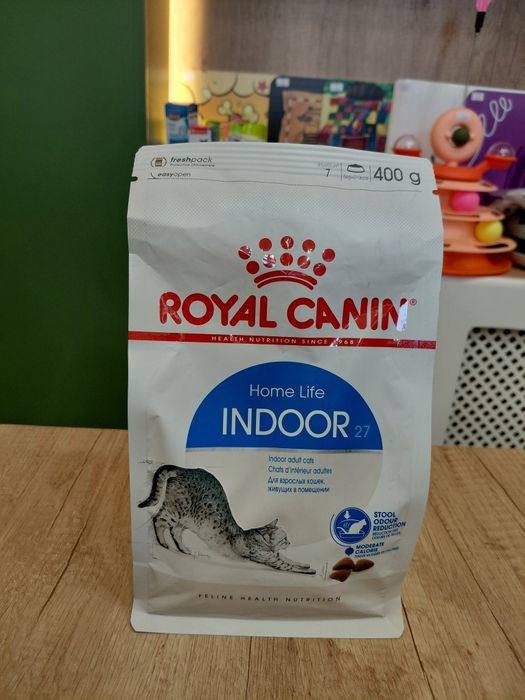 freshpack
easyopen
7
400 g
ROYAL CANIN®
HEALTH NUTRITION SINCE 1968
Home Life
INDOOR 27
Indoor adult cats
Chats d'intérieur adultes
Для взрослых кошек,
живущих в помещении
STOOL
ODOUR
REDUCTION
MODERATE
CALORIE
FELINE HEALTH NUTRITION